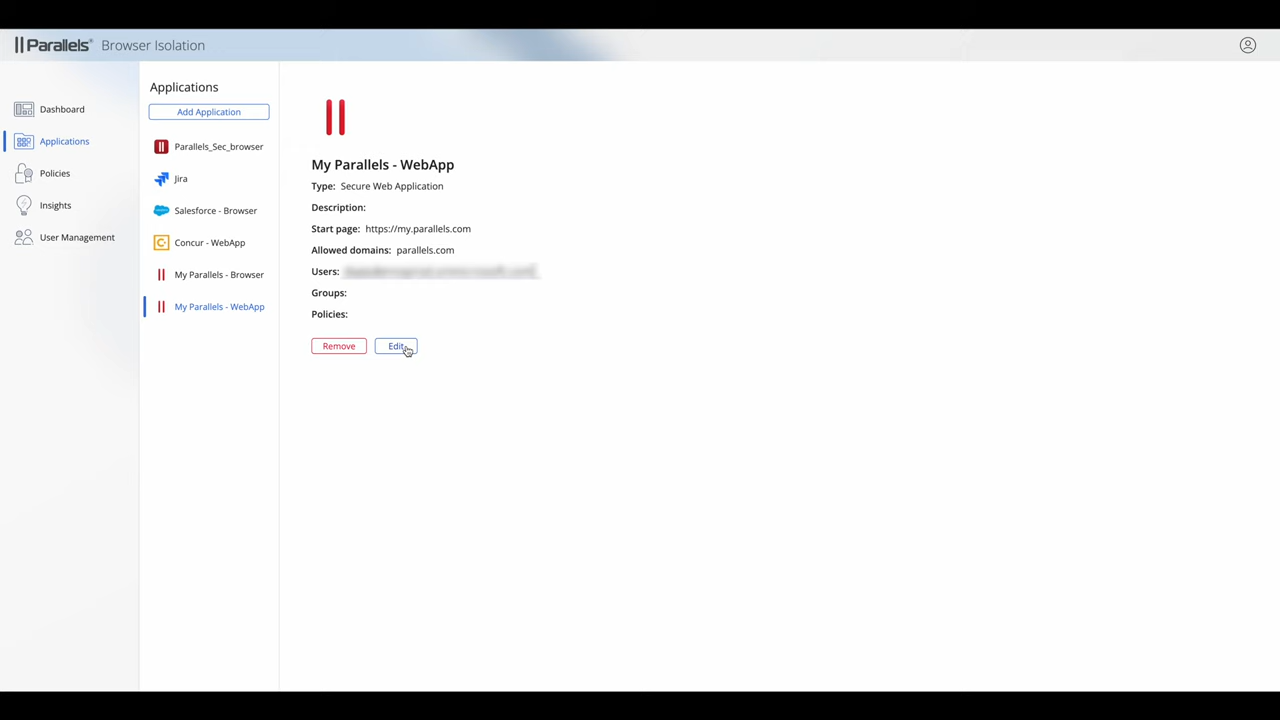 Parallels® Browser Isolation
Dashboard
Applications
Policies
Insights
User Management
Applications
Add Application
Parallels_Sec_browser
Jira
Salesforce - Browser
Concur - WebApp
My Parallels - Browser
My Parallels - WebApp
My Parallels - WebApp
Type: Secure Web Application
Description:
Start page: https://my.parallels.com
Allowed domains: parallels.com
Users:
Groups:
Policies:
Remove Edit